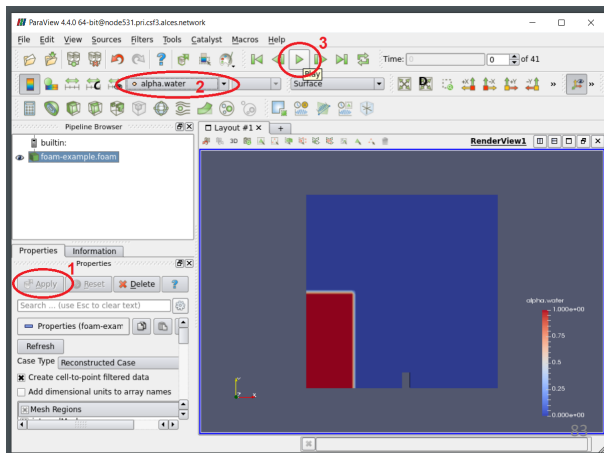 ParaView 4.4.0 64-bit@node531.pri.csf3.alces.network
File Edit View Sources Filters Tools Catalyst Macros Help
3
Time: 0 0 of 41
Play
alpha.water 2 Surface
Pipeline Browser
Layout #1
builtin:
3D RenderView1
foam-example.foam
Properties Information
Properties
1
Apply Reset Delete ?
Search ... (use Esc to clear text)
Properties (foam-exam
Refresh
Case Type Reconstructed Case
Create cell-to-point filtered data
Add dimensional units to array names
Mesh Regions
alpha.water
1.000e+00
0.75
0.5
0.25
0.000e+00
83